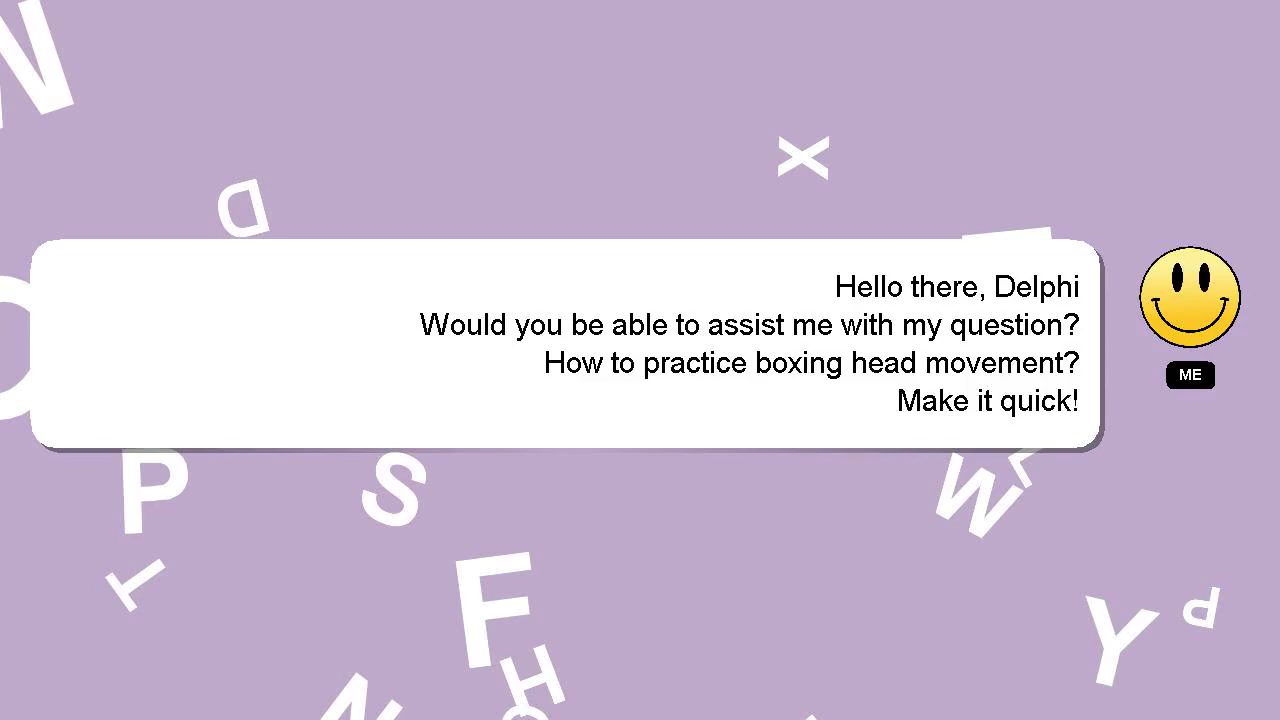 Hello there, Delphi
Would you be able to assist me with my question?
How to practice boxing head movement?
Make it quick!
ME
N
D
X
P
S
W
T
F
H
Y
P
N